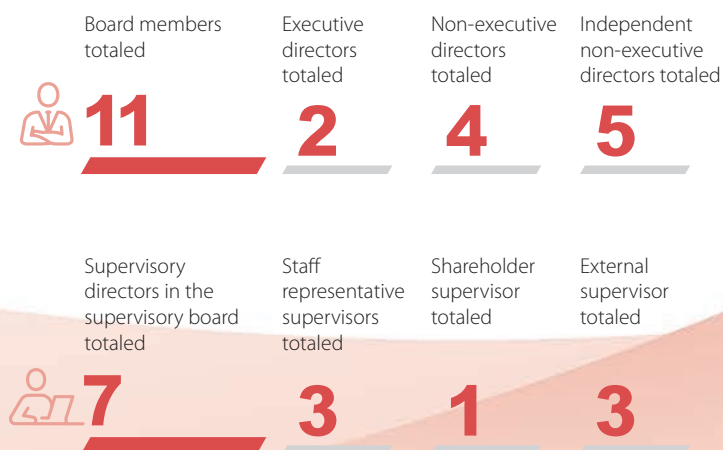 Board members
totaled
11
Executive
directors
totaled
2
Non-executive
directors
totaled
4
Independent
non-executive
directors totaled
5
Supervisory
directors in the
supervisory board
totaled
7
Staff
representative
supervisors
totaled
3
Shareholder
supervisor
totaled
1
External
supervisor
totaled
3